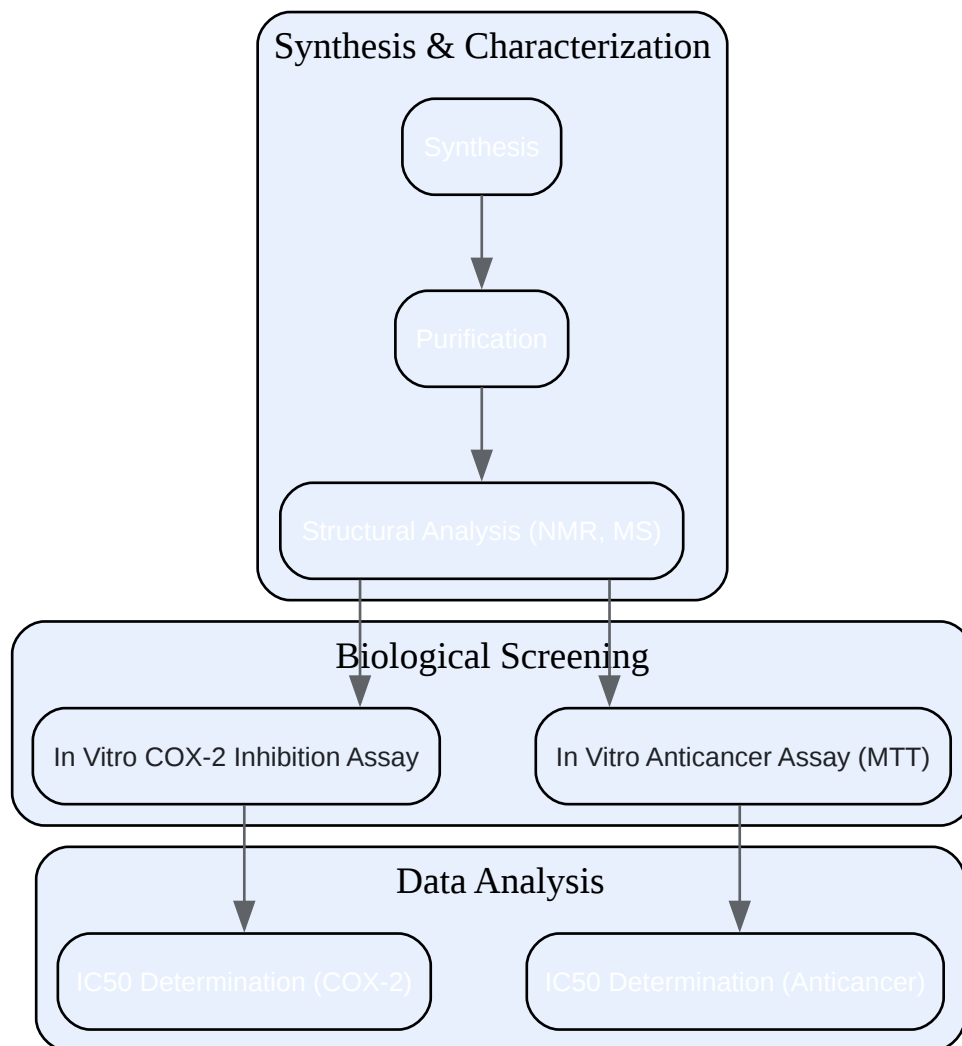 Synthesis & Characterization
Synthesis
Purification
Structural Analysis (NMR, MS)
Biological Screening
In Vitro COX-2 Inhibition Assay
In Vitro Anticancer Assay (MTT)
Data Analysis
IC50 Determination (COX-2)
IC50 Determination (Anticancer)